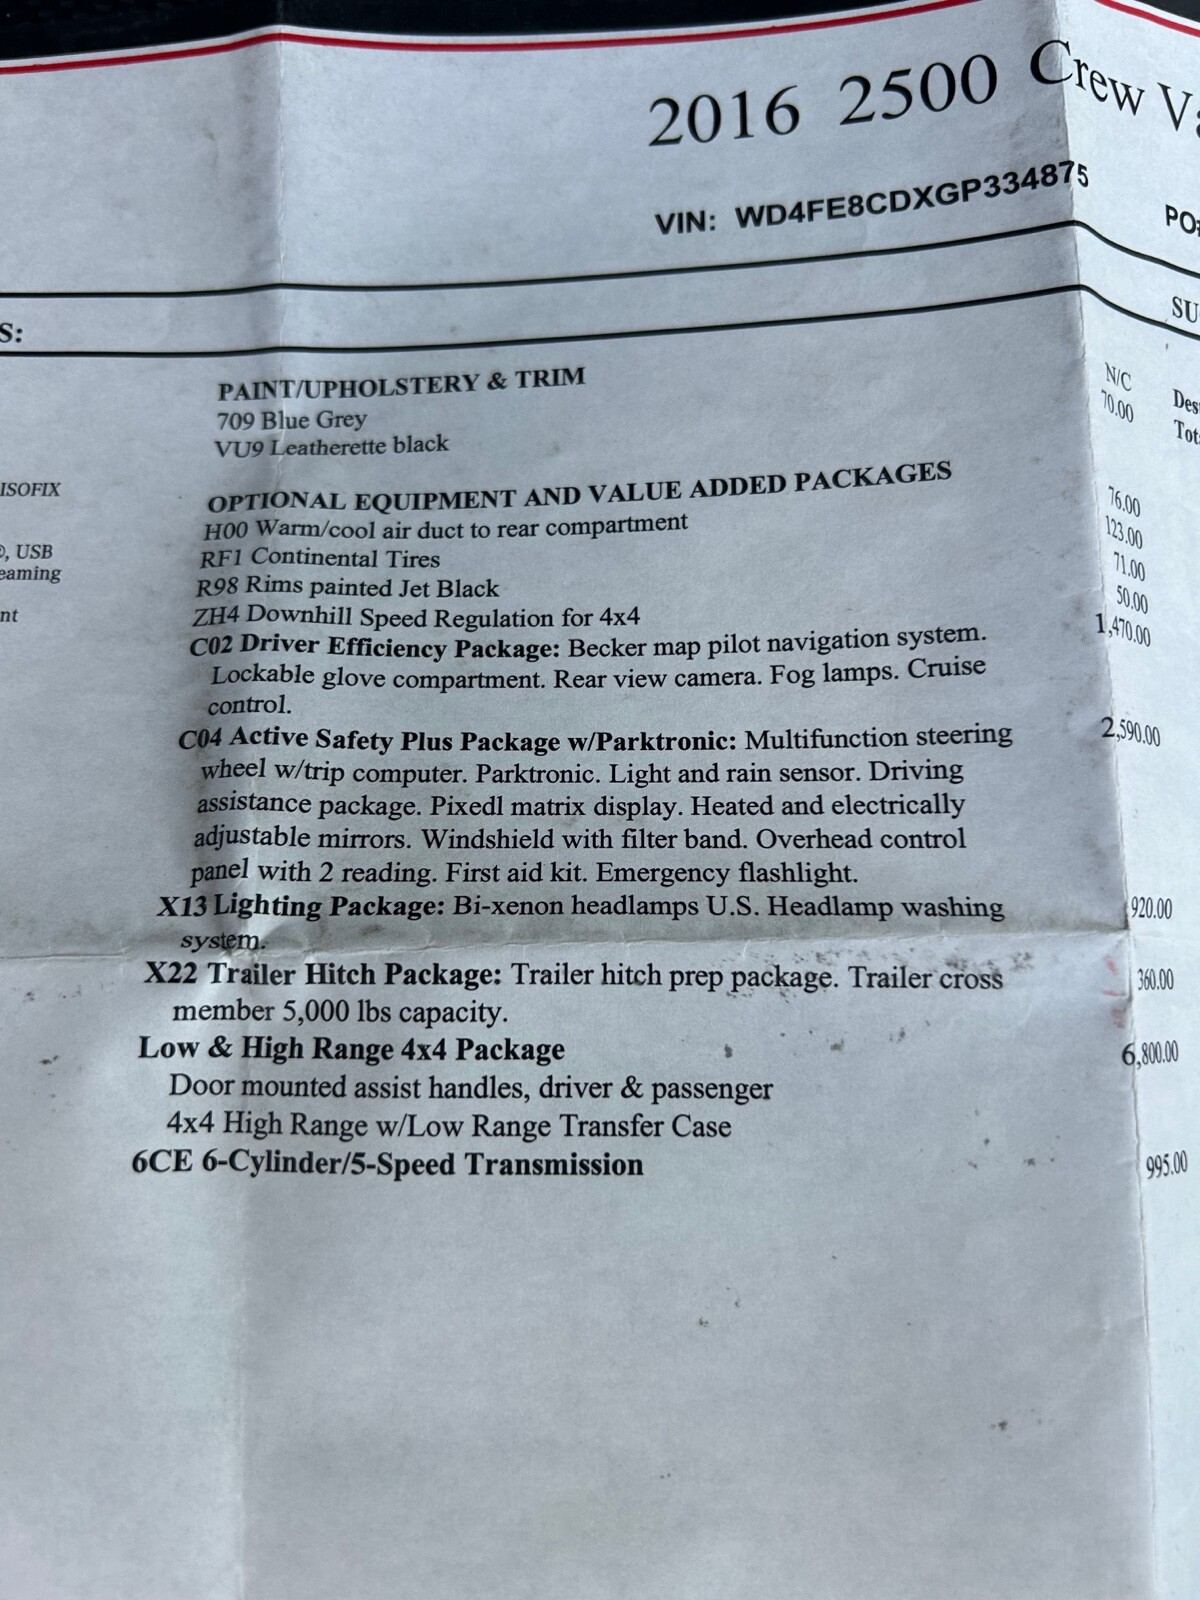 2016 2500 Crew
VIN: WD4FE8CDXGP334875
S:
PAINT/UPHOLSTERY & TRIM
709 Blue Grey N/C
VU9 Leatherette black 70.00
ISOFIX
OPTIONAL EQUIPMENT AND VALUE ADDED PACKAGES
H00 Warm/cool air duct to rear compartment 76.00
, USB
RF1 Continental Tires 123.00
R98 Rims painted Jet Black 71.00
ZH4 Downhill Speed Regulation for 4x4 50.00
C02 Driver Efficiency Package: Becker map pilot navigation system. 1,470.00
Lockable glove compartment. Rear view camera. Fog lamps. Cruise
control.
C04 Active Safety Plus Package w/Parktronic: Multifunction steering 2,590.00
wheel w/trip computer. Parktronic. Light and rain sensor. Driving
assistance package. Pixedl matrix display. Heated and electrically
adjustable mirrors. Windshield with filter band. Overhead control
panel with 2 reading. First aid kit. Emergency flashlight.
X13 Lighting Package: Bi-xenon headlamps U.S. Headlamp washing 920.00
system.
X22 Trailer Hitch Package: Trailer hitch prep package. Trailer cross 360.00
member 5,000 lbs capacity.
Low & High Range 4x4 Package 6,800.00
Door mounted assist handles, driver & passenger
4x4 High Range w/Low Range Transfer Case
6CE 6-Cylinder/5-Speed Transmission 995.00